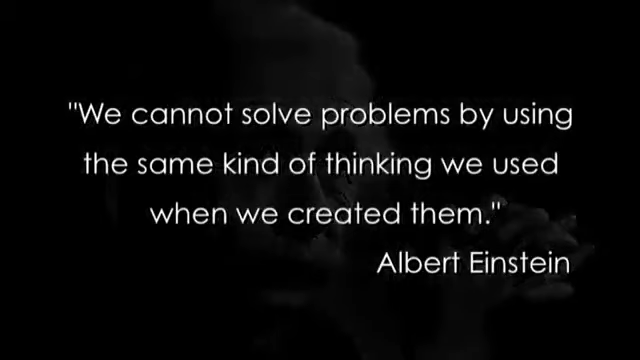 "We cannot solve problems by using
the same kind of thinking we used
when we created them."
Albert Einstein